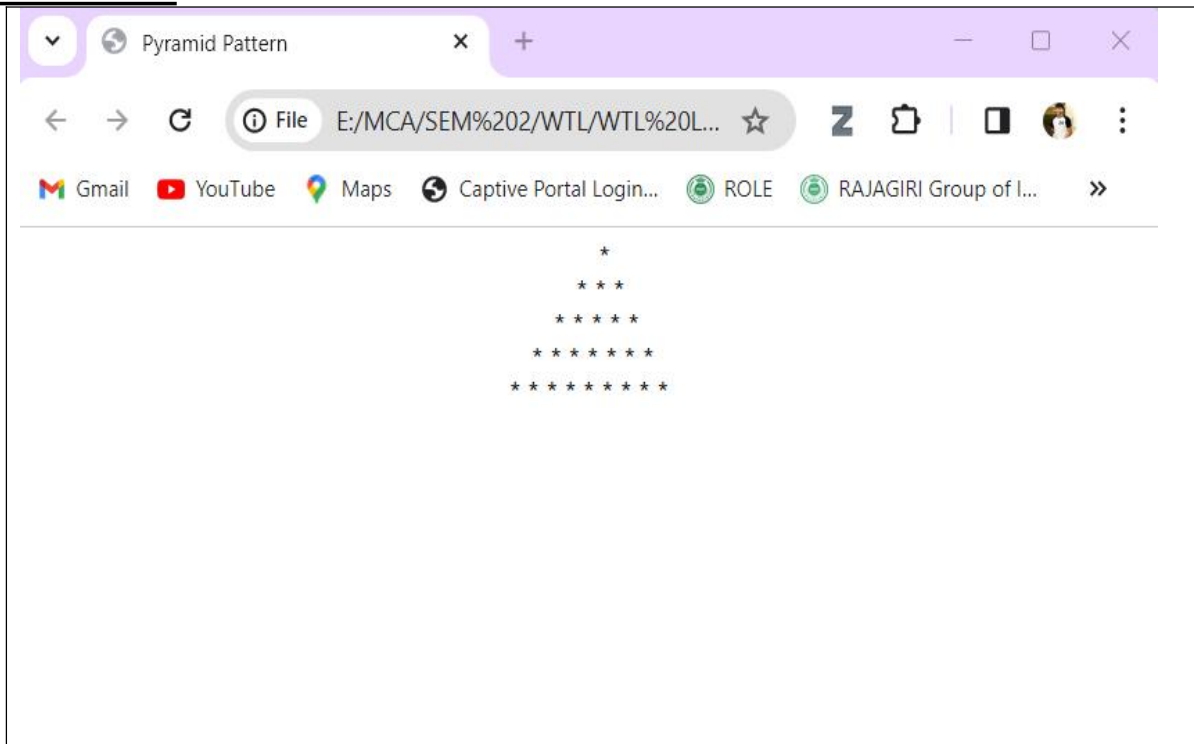 Pyramid Pattern
File E:/MCA/SEM%202/WTL/WTL%20L...
Gmail YouTube Maps Captive Portal Login... ROLE RAJAGIRI Group of I... »
*
* * *
* * * * *
* * * * * * *
* * * * * * * * *